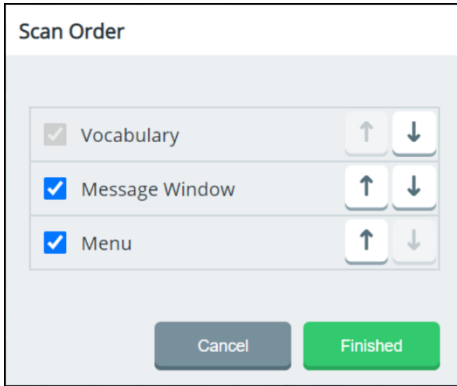 Scan Order
Vocabulary
Message Window
Menu
Cancel Finished